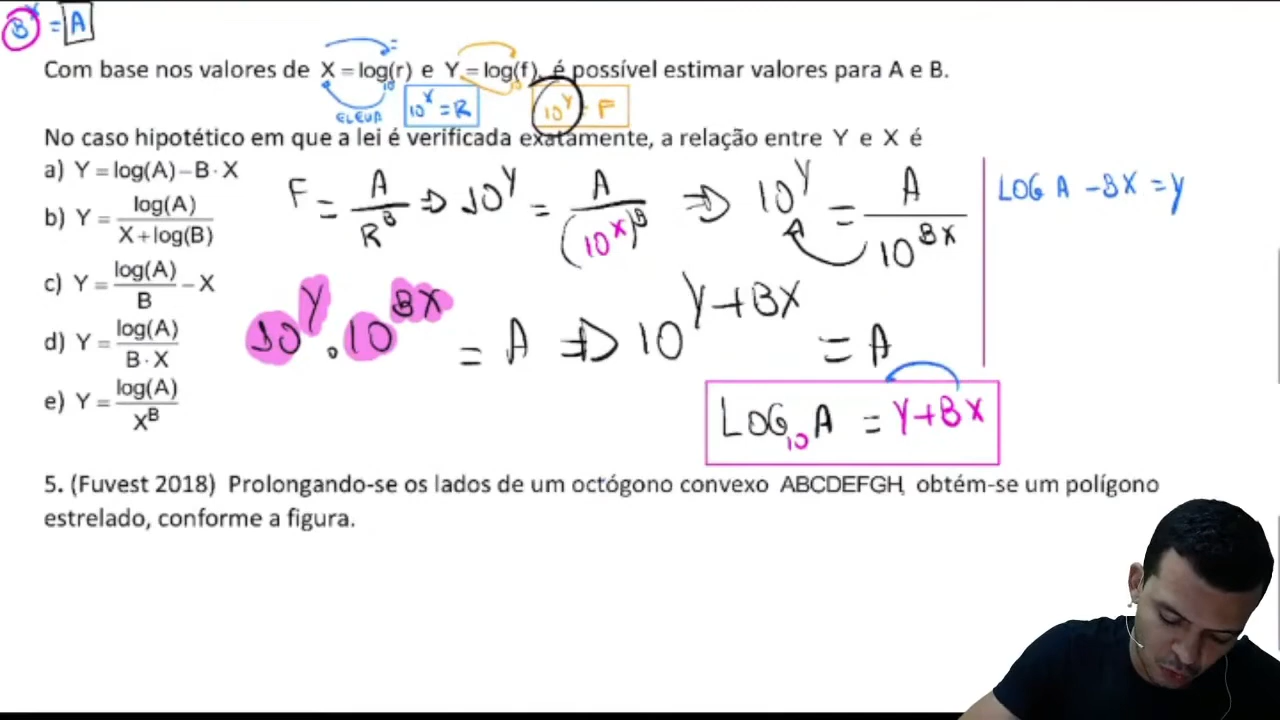 B^X = A
Com base nos valores de X = log(r) e Y = log(f), é possível estimar valores para A e B.
10 10
ELEVA 10^X = R 10^Y = F
No caso hipotético em que a lei é verificada exatamente, a relação entre Y e X é
a) Y = log(A) – B · X
b) Y = log(A) / X + log(B)
c) Y = log(A) / B – X
d) Y = log(A) / B · X
e) Y = log(A) / X^B
F = A / R^B ⇒ 10^Y = A / (10^X)^B ⇒ 10^Y = A / 10^BX
LOG A – BX = Y
10^Y . 10^BX = A ⇒ 10^Y+BX = A
LOG10 A = Y+BX
5. (Fuvest 2018) Prolongando-se os lados de um octógono convexo ABCDEFGH, obtém-se um polígono
estrelado, conforme a figura.